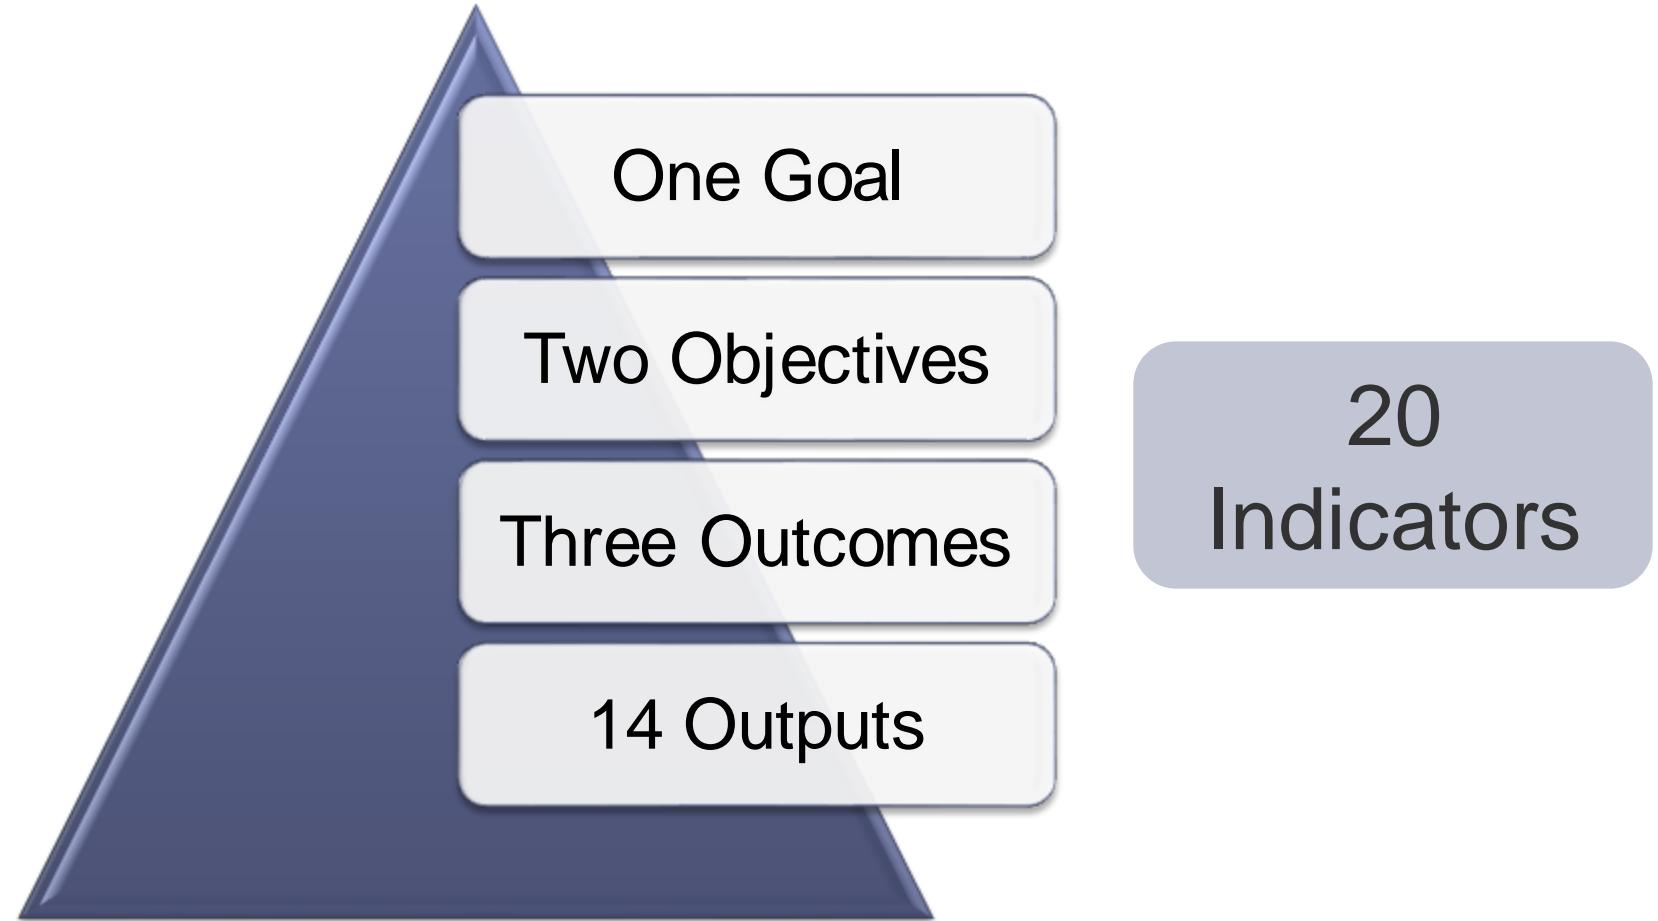 One Goal
Two Objectives
Three Outcomes
14 Outputs
20
Indicators